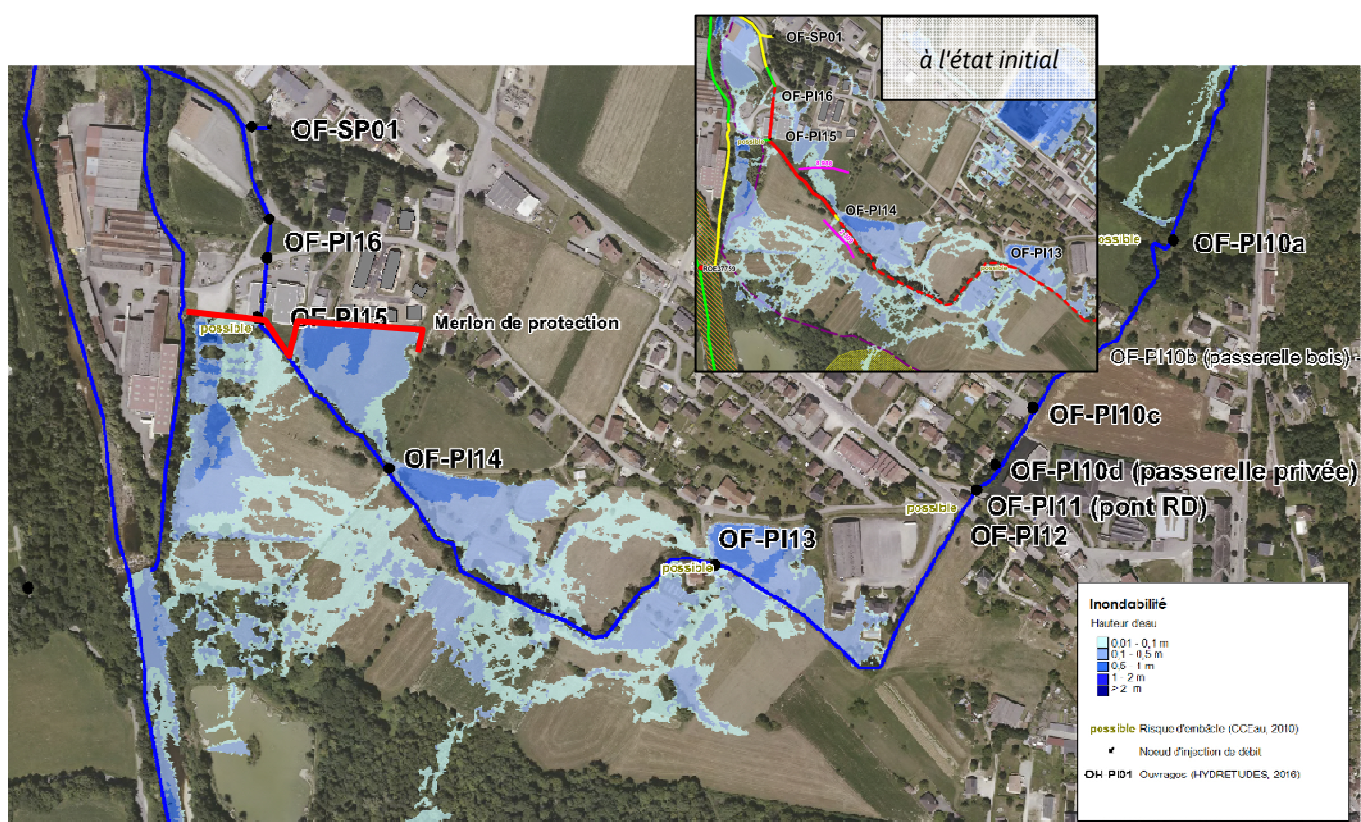 OF-SP01
à l'état initial
OF-PI16
OF-PI15
possible
OF-PI14
OF-PI13
possible
ROE37759
OF-SP01
OF-PI16
OF-PI15
possible
Merlon de protection
OF-PI14
OF-PI13
possible
possible
OF-PI10a
OF-PI10b (passerelle bois)
OF-PI10c
OF-PI10d (passerelle privée)
possible
OF-PI11 (pont RD)
OF-PI12
Inondabilité
Hauteur d'eau
0,01 - 0,1 m
0,1 - 0,5 m
0,5 - 1 m
1 - 2 m
> 2 m
possible Risque d'embâcle (CCEau, 2010)
Noeud d'injection de débit
OH-PI01 Ouvrages (HYDRETUDES, 2016)